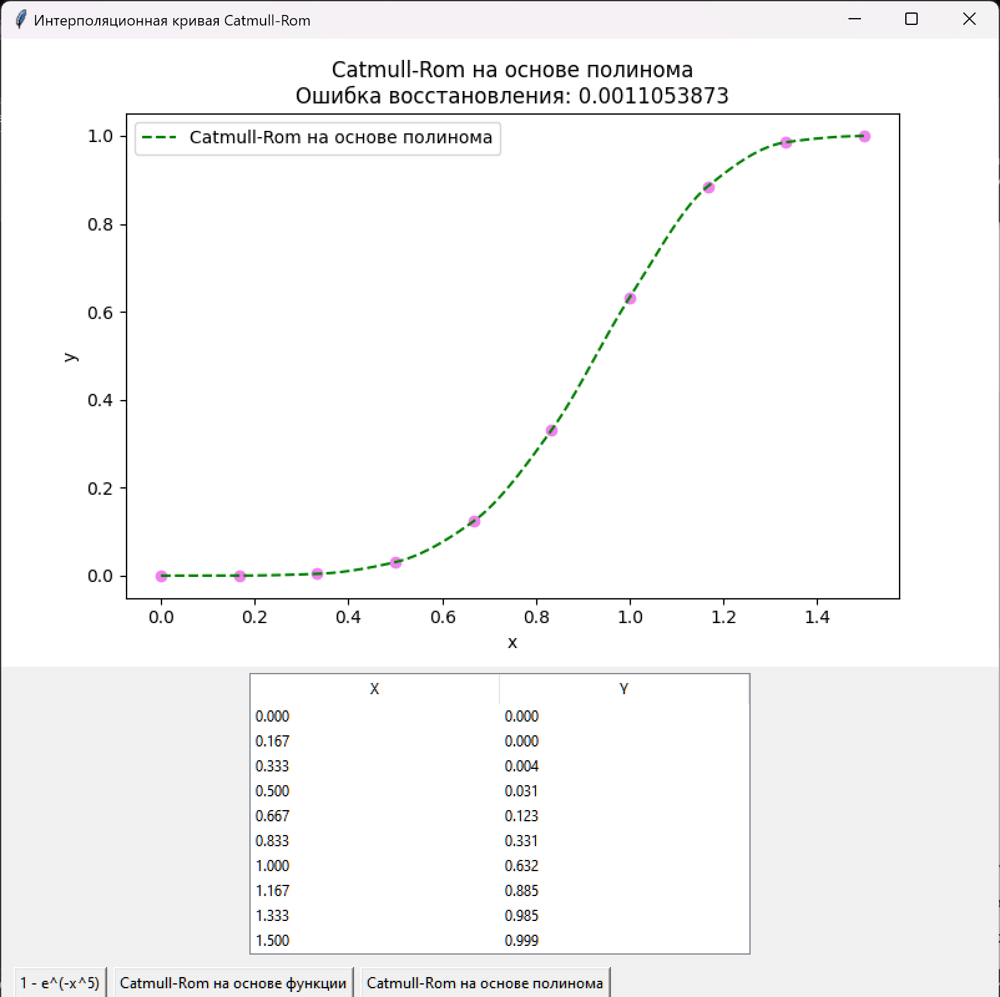 Интерполяционная кривая Catmull-Rom
Catmull-Rom на основе полинома
Ошибка восстановления: 0.0011053873
Catmull-Rom на основе полинома
1.0
0.8
0.6
0.4
0.2
0.0
y
0.0 0.2 0.4 0.6 0.8 1.0 1.2 1.4
x
X Y
0.000 0.000
0.167 0.000
0.333 0.004
0.500 0.031
0.667 0.123
0.833 0.331
1.000 0.632
1.167 0.885
1.333 0.985
1.500 0.999
1 - e^(-x^5) Catmull-Rom на основе функции Catmull-Rom на основе полинома